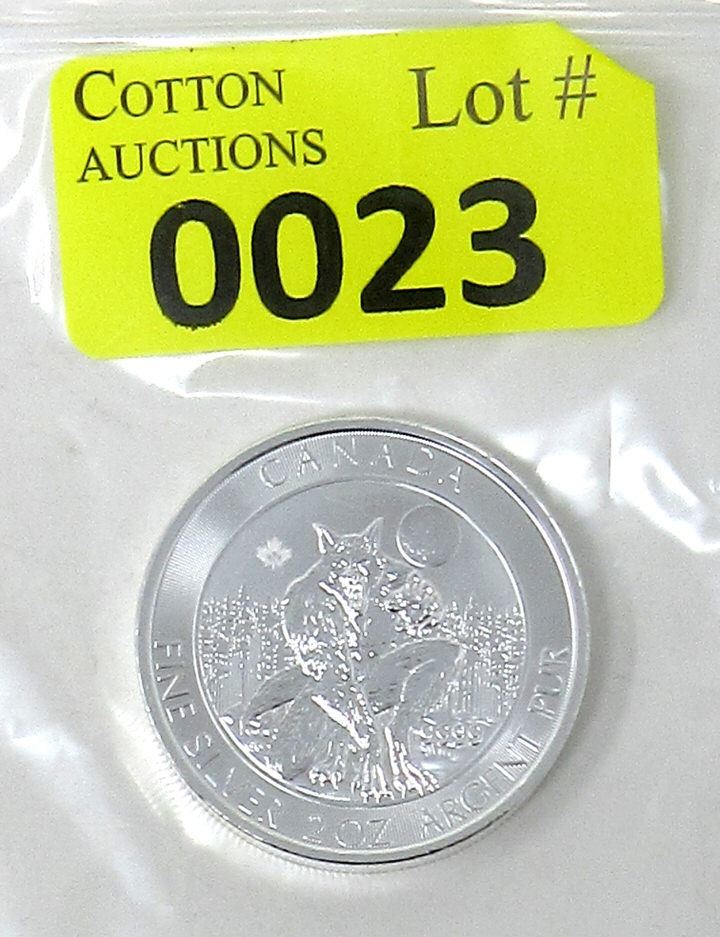 COTTON
AUCTIONS
Lot #
0023
CANADA
FINE SILVER 2 OZ ARGENT PUR
9999